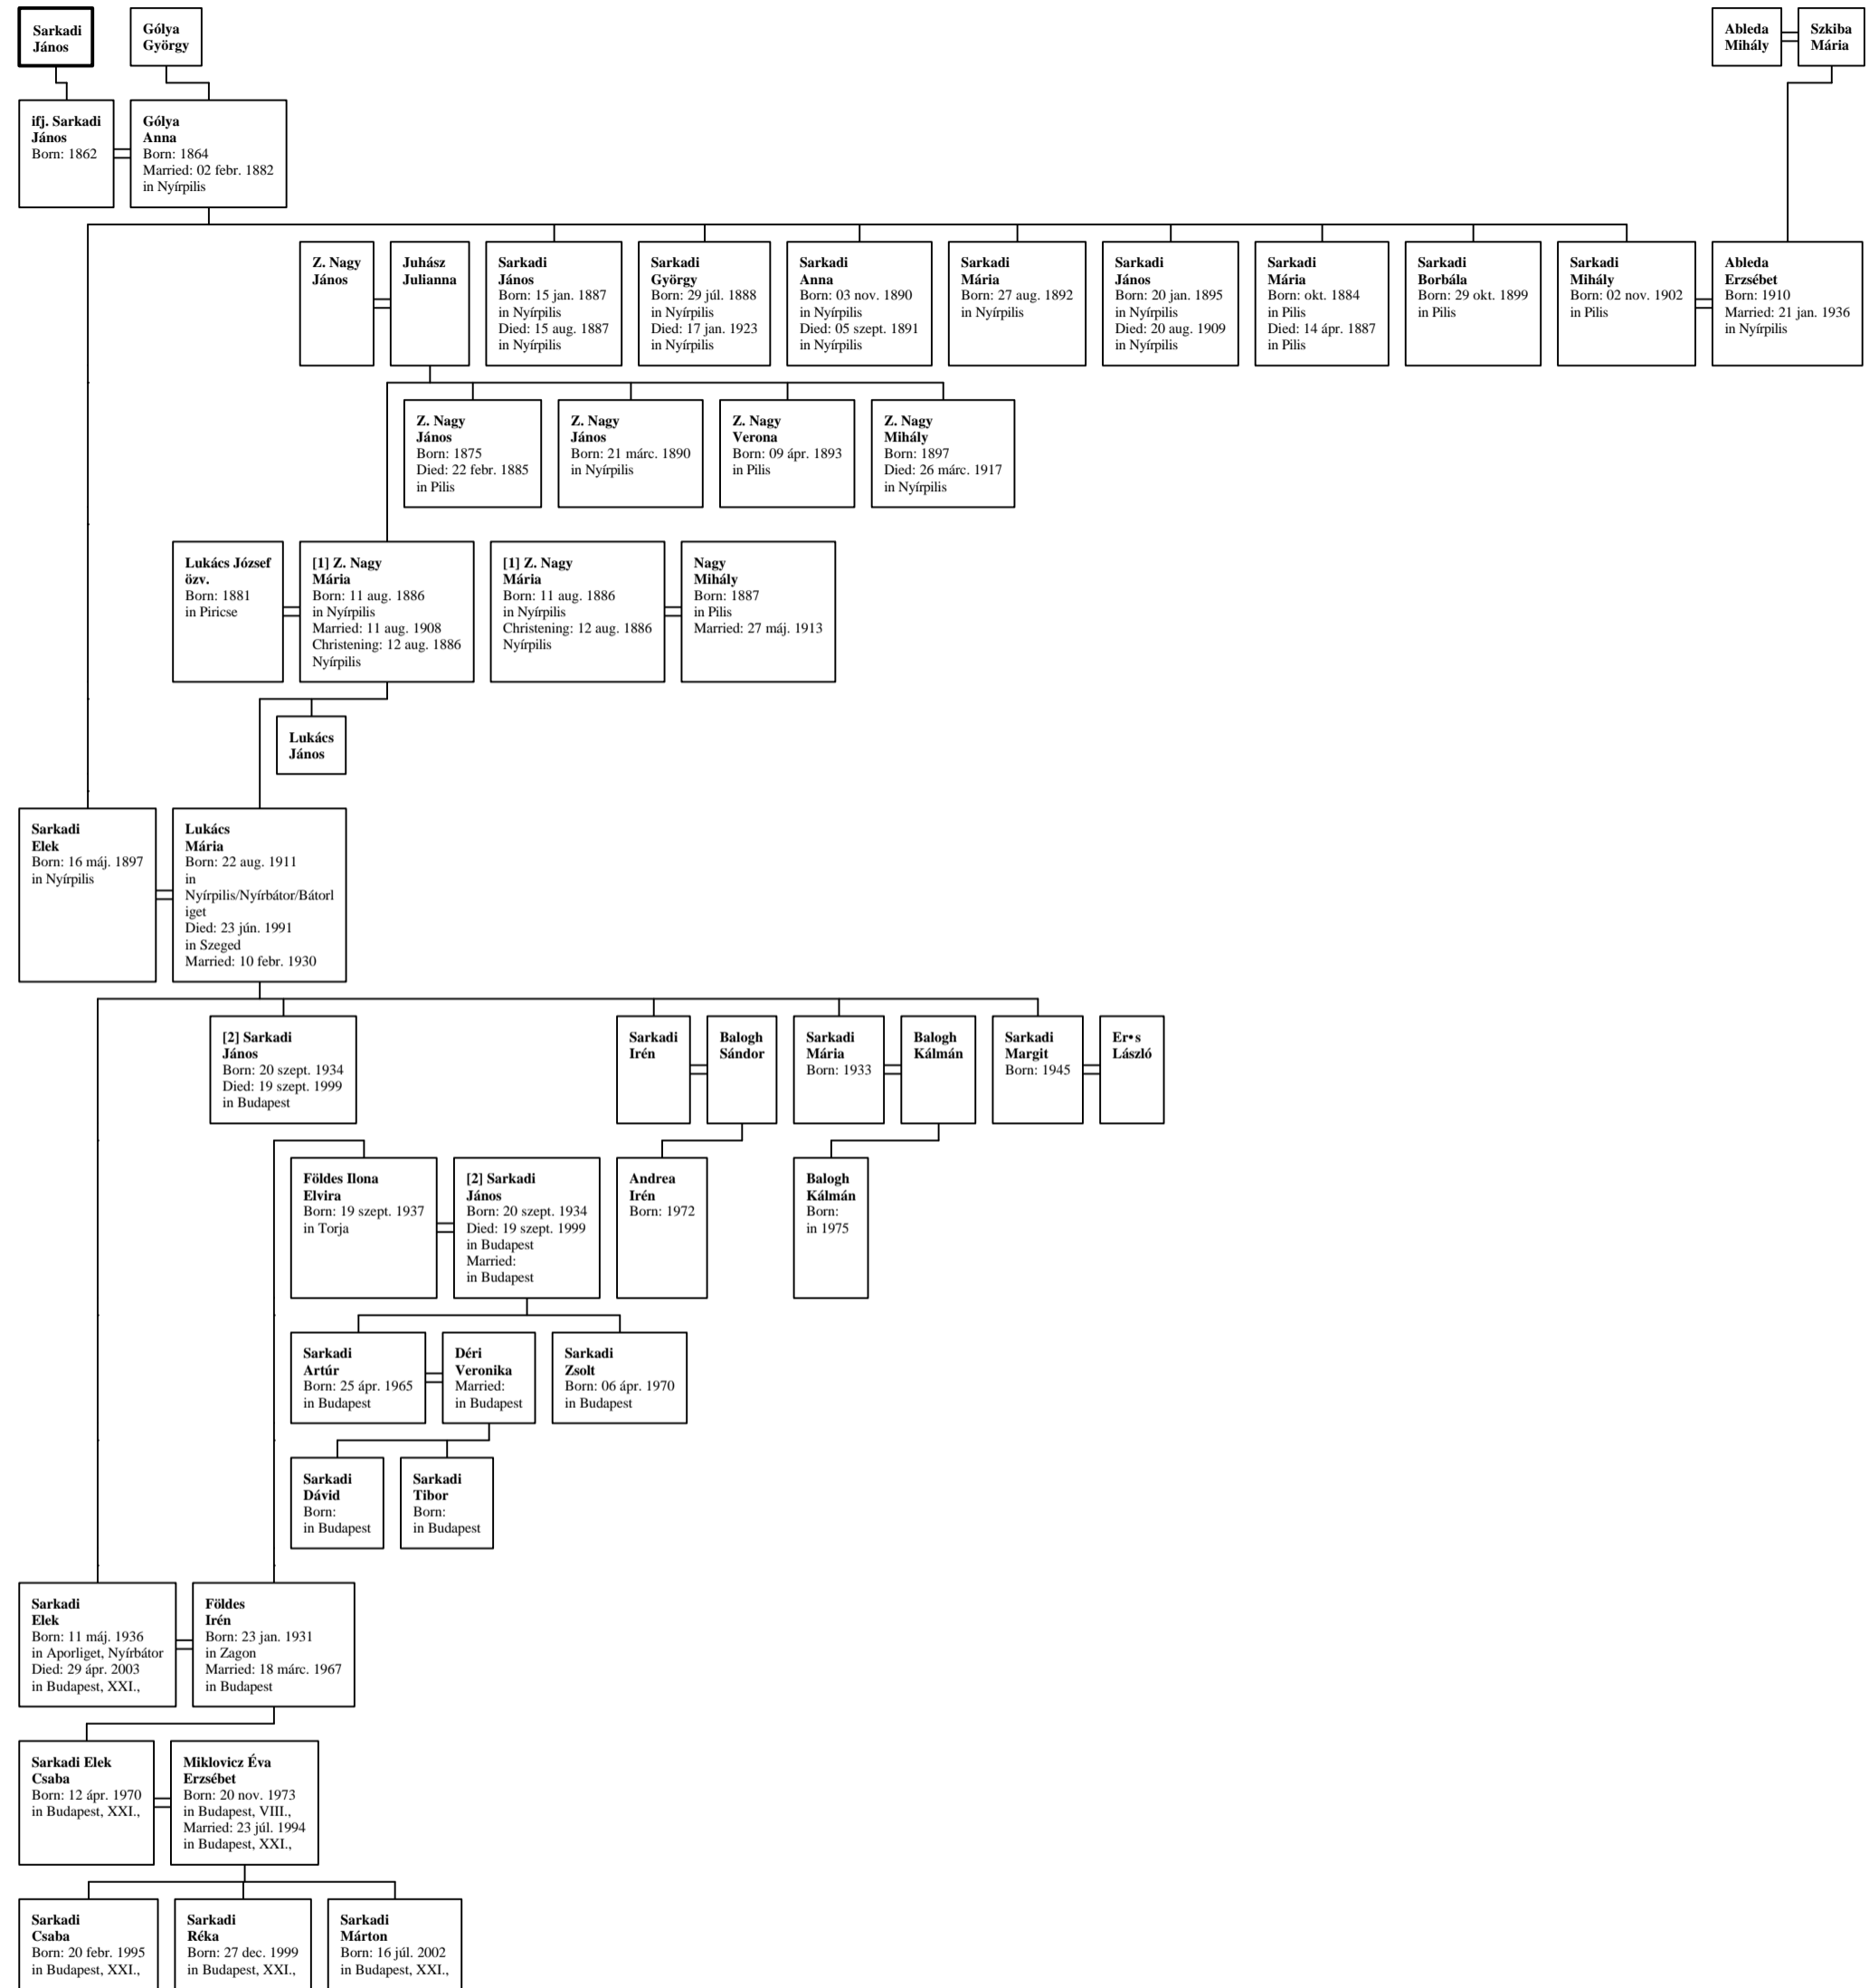 Sarkadi
János
Gólya
György
Ableda
Mihály
Szkiba
Mária
ifj. Sarkadi
János
Born: 1862
Gólya
Anna
Born: 1864
Married: 02 febr. 1882
in Nyírpilis
Z. Nagy
János
Juhász
Julianna
Sarkadi
János
Born: 15 jan. 1887
in Nyírpilis
Died: 15 aug. 1887
in Nyírpilis
Sarkadi
György
Born: 29 júl. 1888
in Nyírpilis
Died: 17 jan. 1923
in Nyírpilis
Sarkadi
Anna
Born: 03 nov. 1890
in Nyírpilis
Died: 05 szept. 1891
in Nyírpilis
Sarkadi
Mária
Born: 27 aug. 1892
in Nyírpilis
Sarkadi
János
Born: 20 jan. 1895
in Nyírpilis
Died: 20 aug. 1909
in Nyírpilis
Sarkadi
Mária
Born: okt. 1884
in Pilis
Died: 14 ápr. 1887
in Pilis
Sarkadi
Borbála
Born: 29 okt. 1899
in Pilis
Sarkadi
Mihály
Born: 02 nov. 1902
in Pilis
Ableda
Erzsébet
Born: 1910
Married: 21 jan. 1936
in Nyírpilis
Z. Nagy
János
Born: 1875
Died: 22 febr. 1885
in Pilis
Z. Nagy
János
Born: 21 márc. 1890
in Nyírpilis
Z. Nagy
Verona
Born: 09 ápr. 1893
in Pilis
Z. Nagy
Mihály
Born: 1897
Died: 26 márc. 1917
in Nyírpilis
Lukács József
özv.
Born: 1881
in Piricse
[1] Z. Nagy
Mária
Born: 11 aug. 1886
in Nyírpilis
Married: 11 aug. 1908
Christening: 12 aug. 1886
Nyírpilis
[1] Z. Nagy
Mária
Born: 11 aug. 1886
in Nyírpilis
Christening: 12 aug. 1886
Nyírpilis
Nagy
Mihály
Born: 1887
in Pilis
Married: 27 máj. 1913
Lukács
János
Sarkadi
Elek
Born: 16 máj. 1897
in Nyírpilis
Lukács
Mária
Born: 22 aug. 1911
in
Nyírpilis/Nyírbátor/Bátorl
iget
Died: 23 jún. 1991
in Szeged
Married: 10 febr. 1930
[2] Sarkadi
János
Born: 20 szept. 1934
Died: 19 szept. 1999
in Budapest
Sarkadi
Irén
Balogh
Sándor
Sarkadi
Mária
Born: 1933
Balogh
Kálmán
Sarkadi
Margit
Born: 1945
Er•s
László
Földes Ilona
Elvira
Born: 19 szept. 1937
in Torja
[2] Sarkadi
János
Born: 20 szept. 1934
Died: 19 szept. 1999
in Budapest
Married:
in Budapest
Andrea
Irén
Born: 1972
Balogh
Kálmán
Born:
in 1975
Sarkadi
Artúr
Born: 25 ápr. 1965
in Budapest
Déri
Veronika
Married:
in Budapest
Sarkadi
Zsolt
Born: 06 ápr. 1970
in Budapest
Sarkadi
Dávid
Born:
in Budapest
Sarkadi
Tibor
Born:
in Budapest
Sarkadi
Elek
Born: 11 máj. 1936
in Aporliget, Nyírbátor
Died: 29 ápr. 2003
in Budapest, XXI.,
Földes
Irén
Born: 23 jan. 1931
in Zagon
Married: 18 márc. 1967
in Budapest
Sarkadi Elek
Csaba
Born: 12 ápr. 1970
in Budapest, XXI.,
Miklovicz Éva
Erzsébet
Born: 20 nov. 1973
in Budapest, VIII.,
Married: 23 júl. 1994
in Budapest, XXI.,
Sarkadi
Csaba
Born: 20 febr. 1995
in Budapest, XXI.,
Sarkadi
Réka
Born: 27 dec. 1999
in Budapest, XXI.,
Sarkadi
Márton
Born: 16 júl. 2002
in Budapest, XXI.,